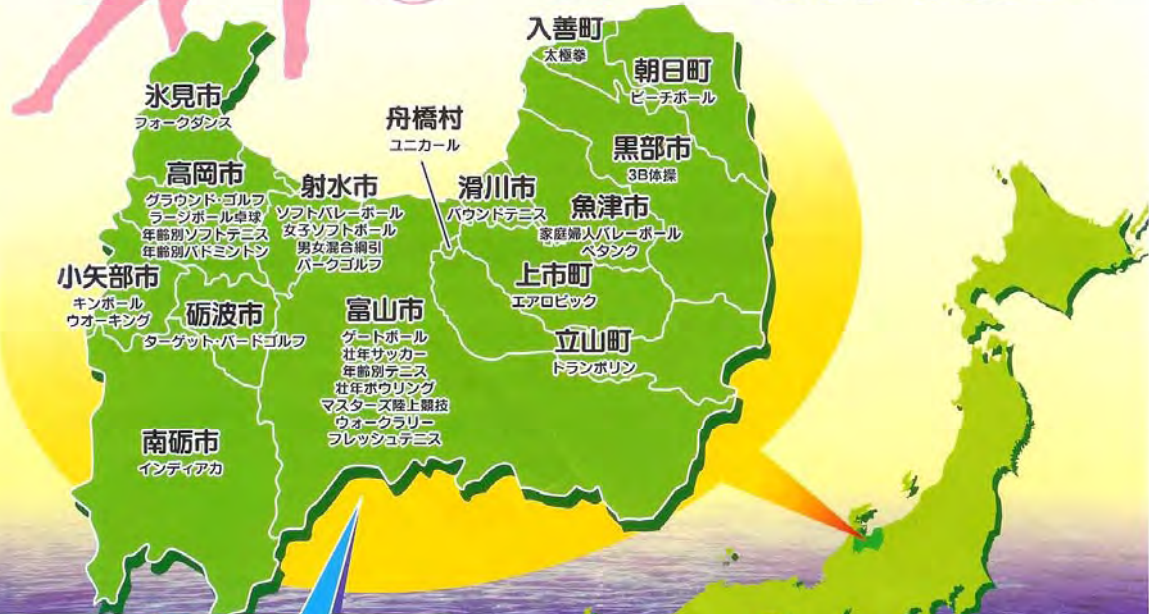 入善町
太極拳
朝日町
ビーチボール
氷見市
フォークダンス
舟橋村
ユニカール
黒部市
3B体操
高岡市
グラウンド・ゴルフ
ラージボール卓球
年齢別ソフトテニス
年齢別バドミントン
射水市
ソフトバレーボール
女子ソフトボール
男女混合綱引
パークゴルフ
滑川市
バウンドテニス
魚津市
家庭婦人バレーボール
ペタンク
小矢部市
キンボール
ウオーキング
砺波市
ターゲット・バードゴルフ
富山市
ゲートボール
壮年サッカー
年齢別テニス
壮年ボウリング
マスターズ陸上競技
ウォークラリー
フレッシュテニス
上市町
エアロビック
立山町
トランポリン
南砺市
インディアカ